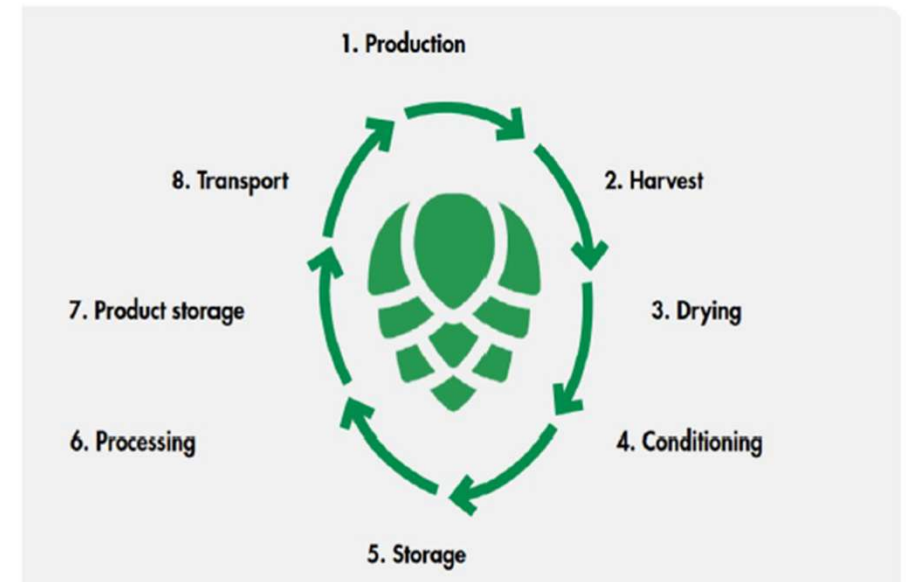 1. Production
2. Harvest
3. Drying
4. Conditioning
5. Storage
6. Processing
7. Product storage
8. Transport